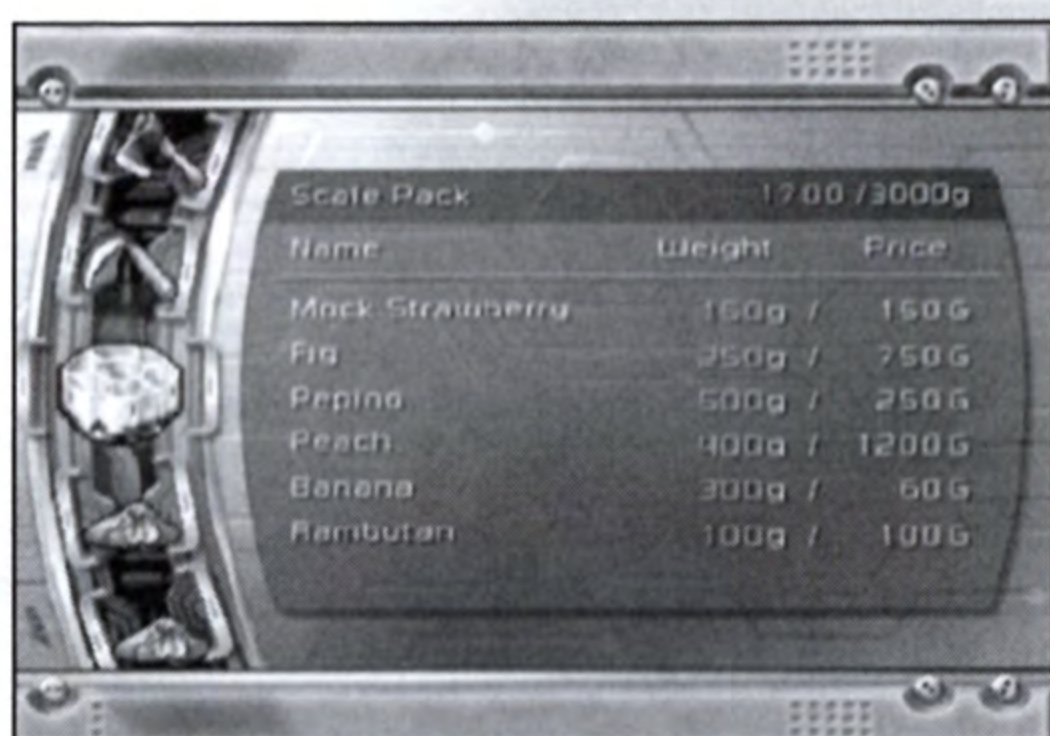 Scale Pack 1700 /3000g
Name Weight Price
Mock Strawberry 150g / 150G
Fig 250g / 750G
Pepino 500g / 250G
Peach 400g / 1200G
Banana 300g / 60G
Rambutan 100g / 100G